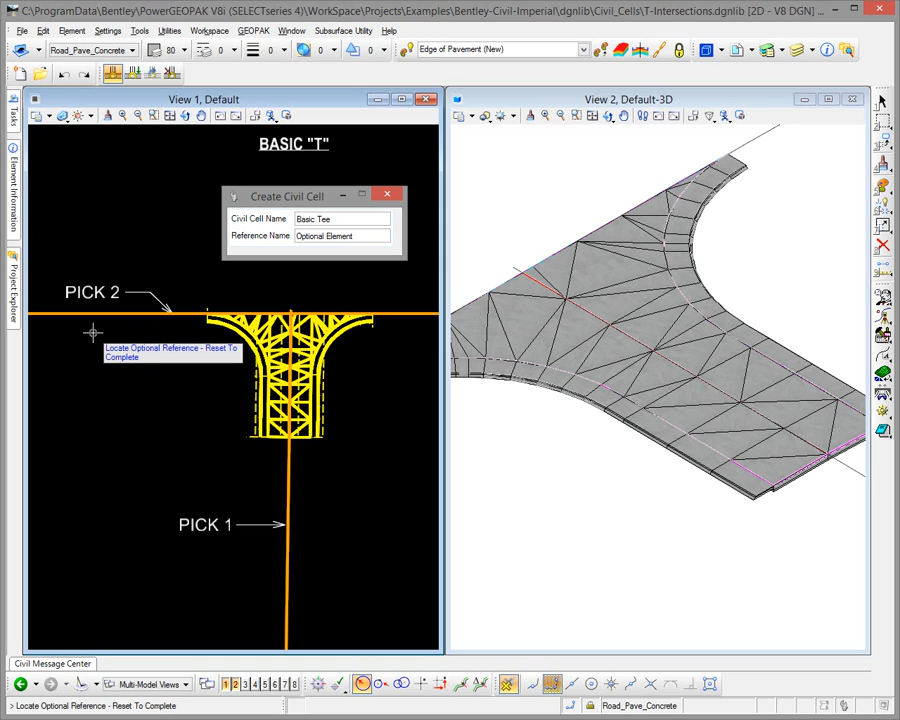 C:\ProgramData\Bentley\PowerGEOPAK V8i (SELECTseries 4)\WorkSpace\Projects\Examples\Bentley-Civil-Imperial\dgnlib\Civil_Cells\T-Intersections.dgnlib [2D - V8 DGN]
File Edit Element Settings Tools Utilities Workspace GEOPAK Window Subsurface Utility Help
Road_Pave_Concrete 80 0 0 0 0 Edge of Pavement (New)
View 1, Default
View 2, Default-3D
Tasks
Element Information
Project Explorer
BASIC "T"
Create Civil Cell
Civil Cell Name Basic Tee
Reference Name Optional Element
PICK 2
Locate Optional Reference - Reset To
Complete
PICK 1
Civil Message Center
Multi-Model Views 1 2 3 4 5 6 7 8
> Locate Optional Reference - Reset To Complete
Road_Pave_Concrete